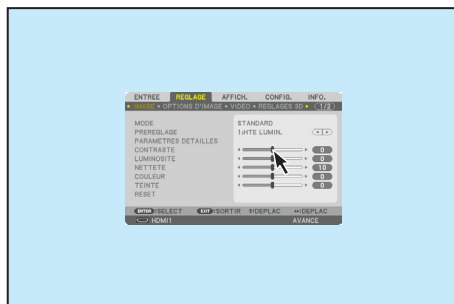 ENTREE REGLAGE AFFICH. CONFIG. INFO.
IMAGE • OPTIONS D'IMAGE • VIDEO • REGLAGES 3D 1/2
MODE STANDARD
PREREGLAGE 1:HTE LUMIN.
PARAMETRES DETAILLES
CONTRASTE 0
LUMINOSITE 0
NETTETE 10
COULEUR 0
TEINTE 0
RESET
ENTER :SELECT EXIT :SORTIR :DEPLAC :DEPLAC
HDMI1 AVANCE